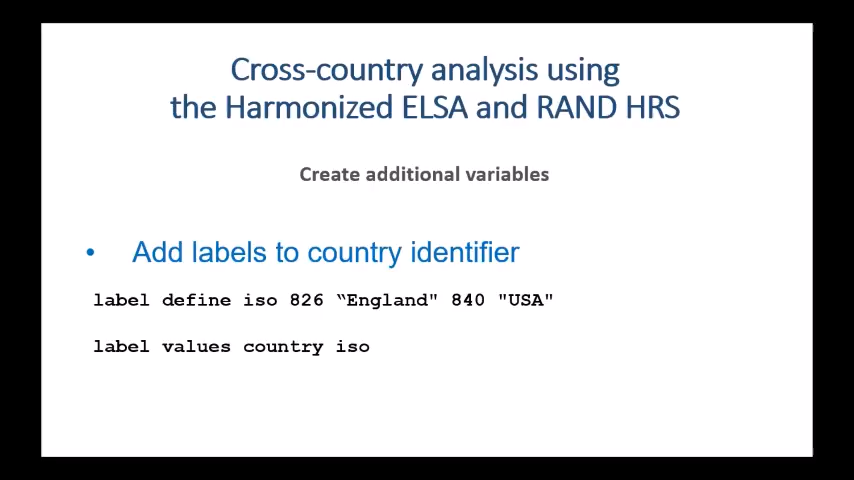 Cross-country analysis using
the Harmonized ELSA and RAND HRS
Create additional variables
• Add labels to country identifier
label define iso 826 “England" 840 "USA"
label values country iso